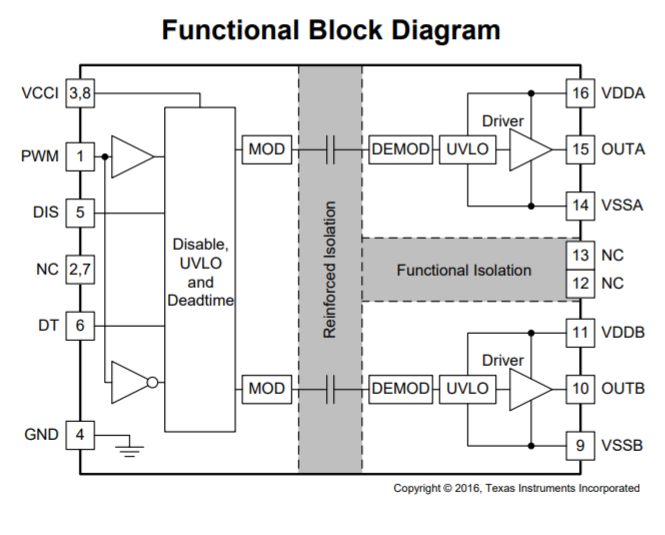 Functional Block Diagram
VCCI 3,8
16 VDDA
Driver
PWM 1
MOD
DEMOD
UVLO
15 OUTA
DIS 5
14 VSSA
Disable,
UVLO
and
Deadtime
Reinforced Isolation
Functional Isolation
13 NC
12 NC
NC 2,7
DT 6
11 VDDB
Driver
MOD
DEMOD
UVLO
10 OUTB
GND 4
9 VSSB
Copyright © 2016, Texas Instruments Incorporated